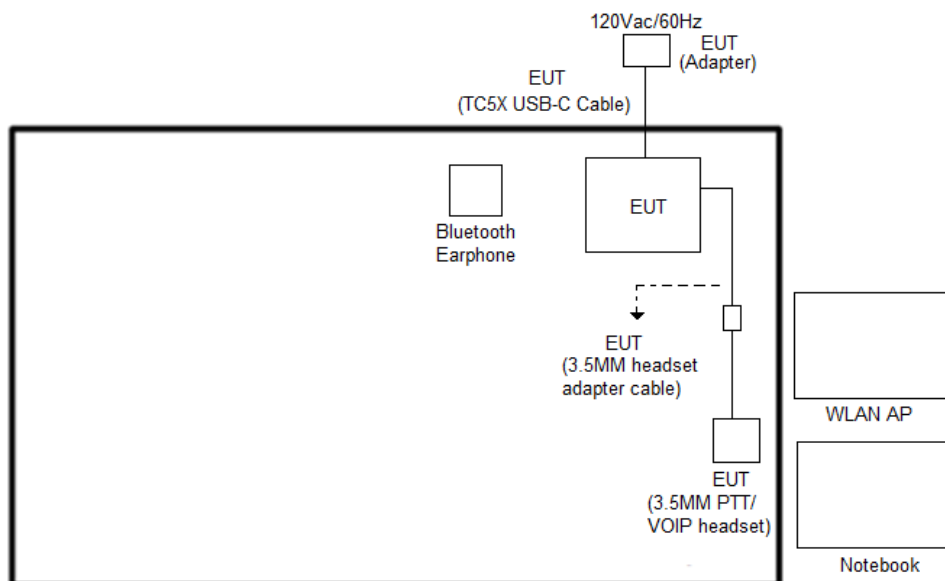 120Vac/60Hz
EUT
(Adapter)
EUT
(TC5X USB-C Cable)
EUT
Bluetooth
Earphone
EUT
(3.5MM headset
adapter cable)
WLAN AP
EUT
(3.5MM PTT/
VOIP headset)
Notebook